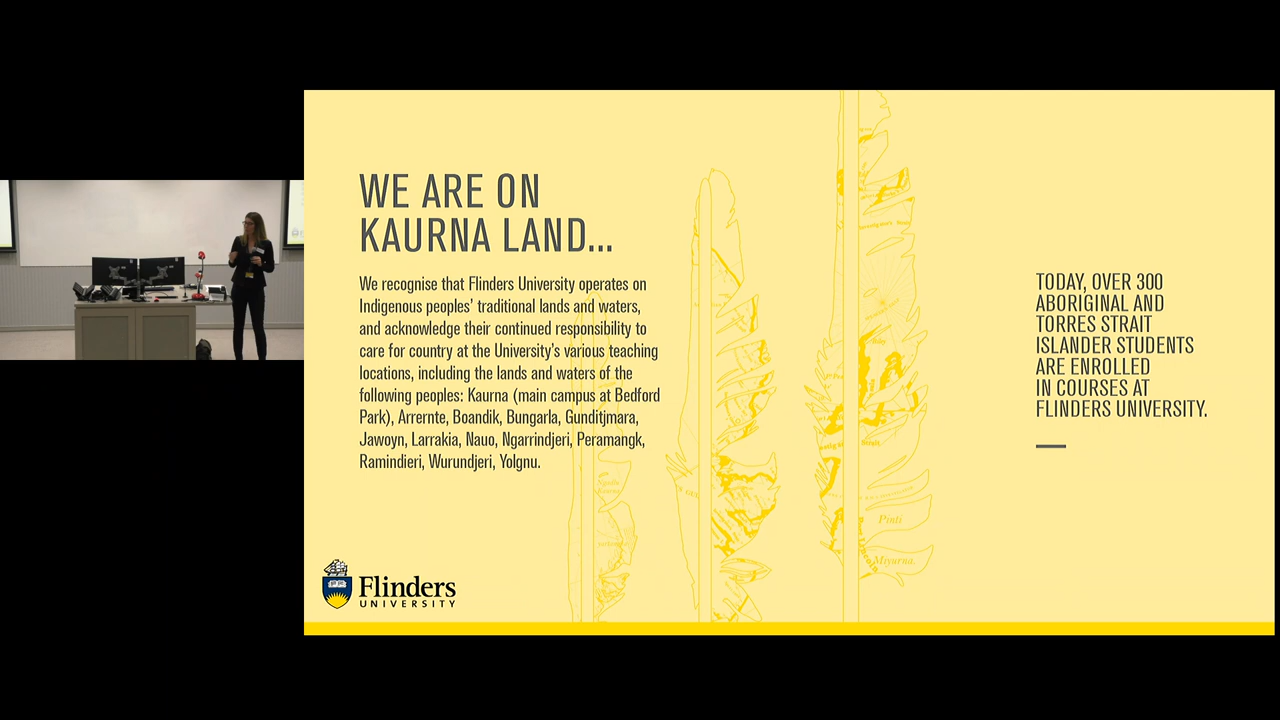 WE ARE ON
KAURNA LAND...
We recognise that Flinders University operates on
Indigenous peoples’ traditional lands and waters,
and acknowledge their continued responsibility to
care for country at the University’s various teaching
locations, including the lands and waters of the
following peoples: Kaurna (main campus at Bedford
Park), Arrernte, Boandik, Bungarla, Gunditjmara,
Jawoyn, Larrakia, Nauo, Ngarrindjeri, Peramangk,
Ramindieri, Wurundjeri, Yolgnu.
TODAY, OVER 300
ABORIGINAL AND
TORRES STRAIT
ISLANDER STUDENTS
ARE ENROLLED
IN COURSES AT
FLINDERS UNIVERSITY.
Pinti
Miyurna.
Flinders
UNIVERSITY